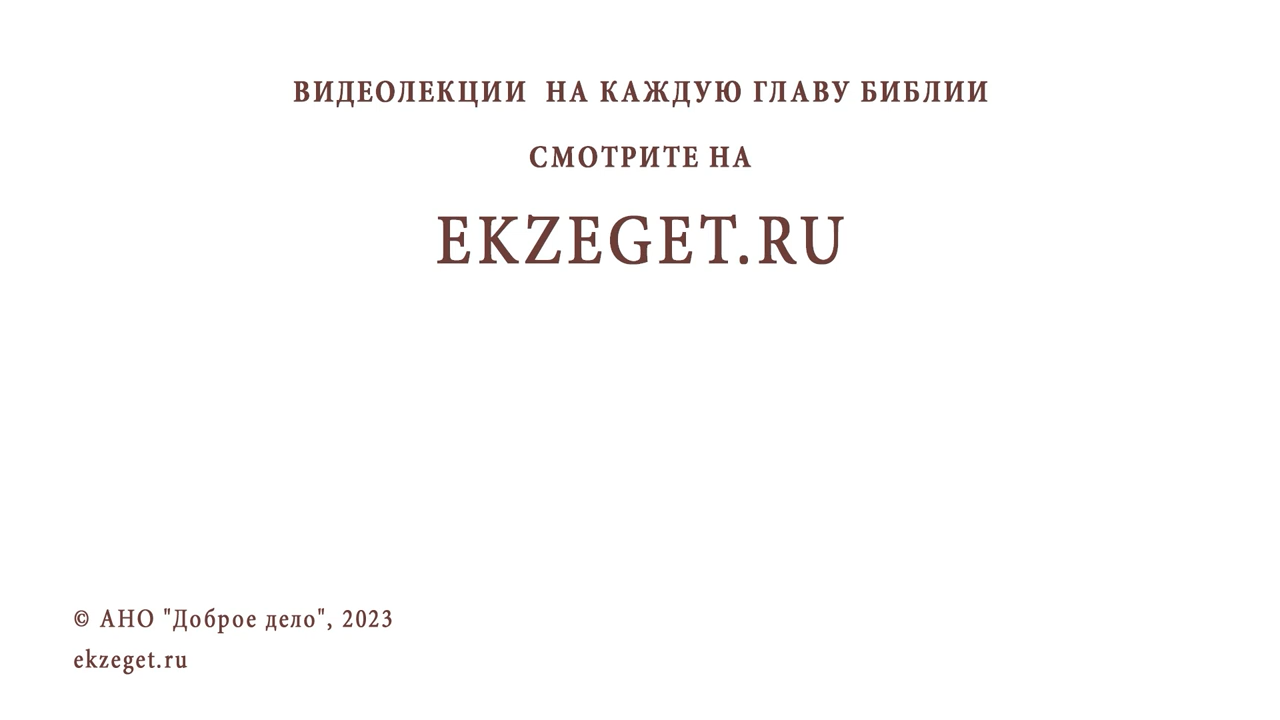 ВИДЕОЛЕКЦИИ НА КАЖДУЮ ГЛАВУ БИБЛИИ
СМОТРИТЕ НА
EKZEGET.RU
© АНО "Доброе дело", 2023
ekzeget.ru